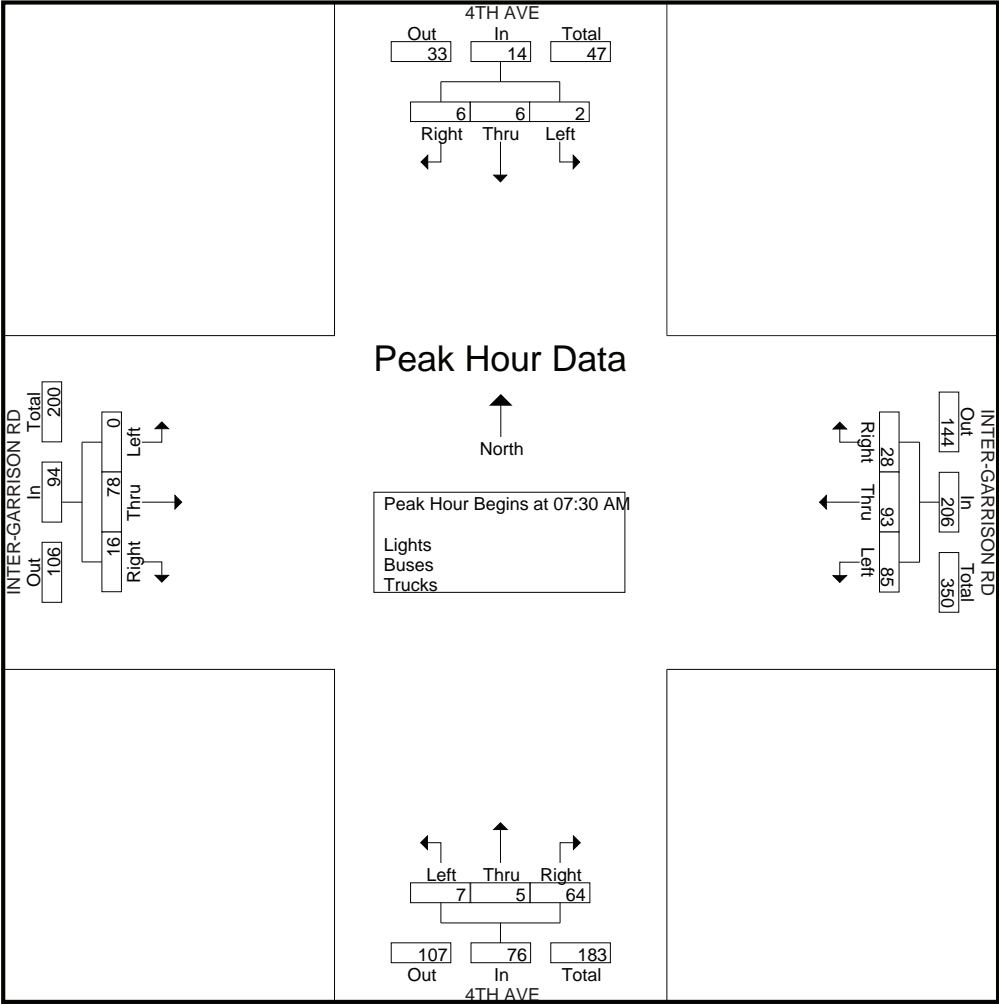 4TH AVE
Out In Total
33 14 47
6 6 2
Right Thru Left
Peak Hour Data
North
Peak Hour Begins at 07:30 AM
Lights
Buses
Trucks
INTER-GARRISON RD
Out In Total
106 94 200
Left Thru Right
0 78 16
INTER-GARRISON RD
Out In Total
144 206 350
28 93 85
Right Thru Left
Left Thru Right
7 5 64
107 76 183
Out In Total
4TH AVE